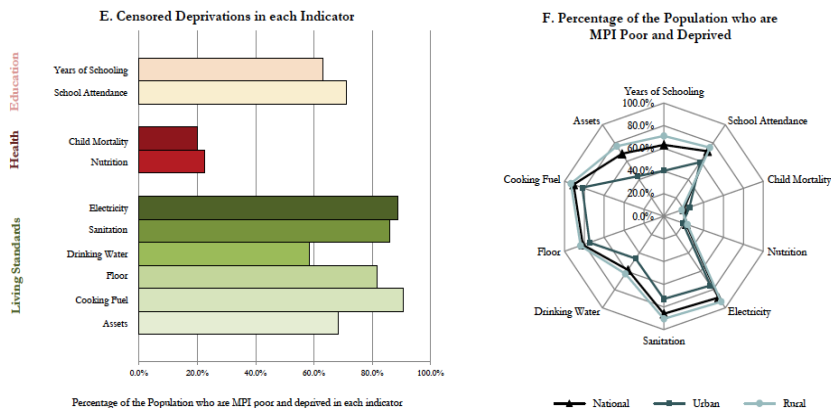 E. Censored Deprivations in each Indicator
Education
Years of Schooling
School Attendance
Health
Child Mortality
Nutrition
Living Standards
Electricity
Sanitation
Drinking Water
Floor
Cooking Fuel
Assets
0.0% 20.0% 40.0% 60.0% 80.0% 100.0%
Percentage of the Population who are MPI poor and deprived in each indicator
F. Percentage of the Population who are
MPI Poor and Deprived
Years of Schooling
100.0%
80.0%
60.0%
40.0%
20.0%
0.0%
School Attendance
Child Mortality
Nutrition
Electricity
Sanitation
Drinking Water
Floor
Cooking Fuel
Assets
National Urban Rural